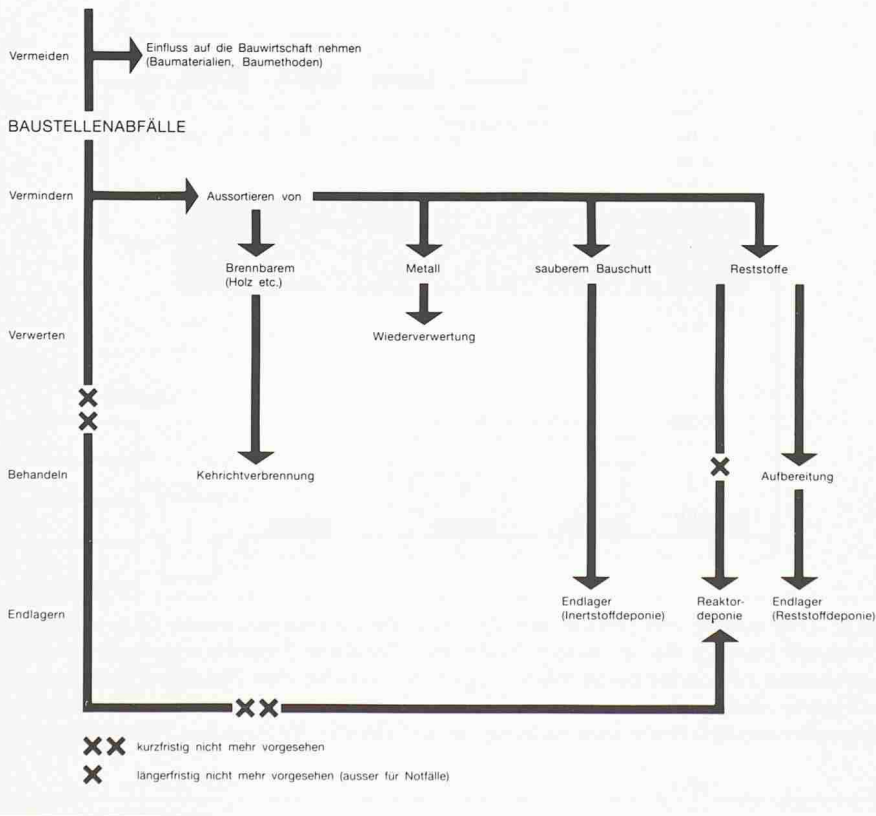 Vermeiden
Einfluss auf die Bauwirtschaft nehmen
(Baumaterialien, Baumethoden)
BAUSTELLENABFÄLLE
Vermindern
Aussortieren von
Brennbarem
(Holz etc.)
Metall
sauberem Bauschutt
Reststoffe
Verwerten
Wiederverwertung
Behandeln
Kehrichtverbrennung
Aufbereitung
Endlagern
Endlager
(Inertstoffdeponie)
Reaktor-
deponie
Endlager
(Reststoffdeponie)
kurzfristig nicht mehr vorgesehen
längerfristig nicht mehr vorgesehen (ausser für Notfälle)